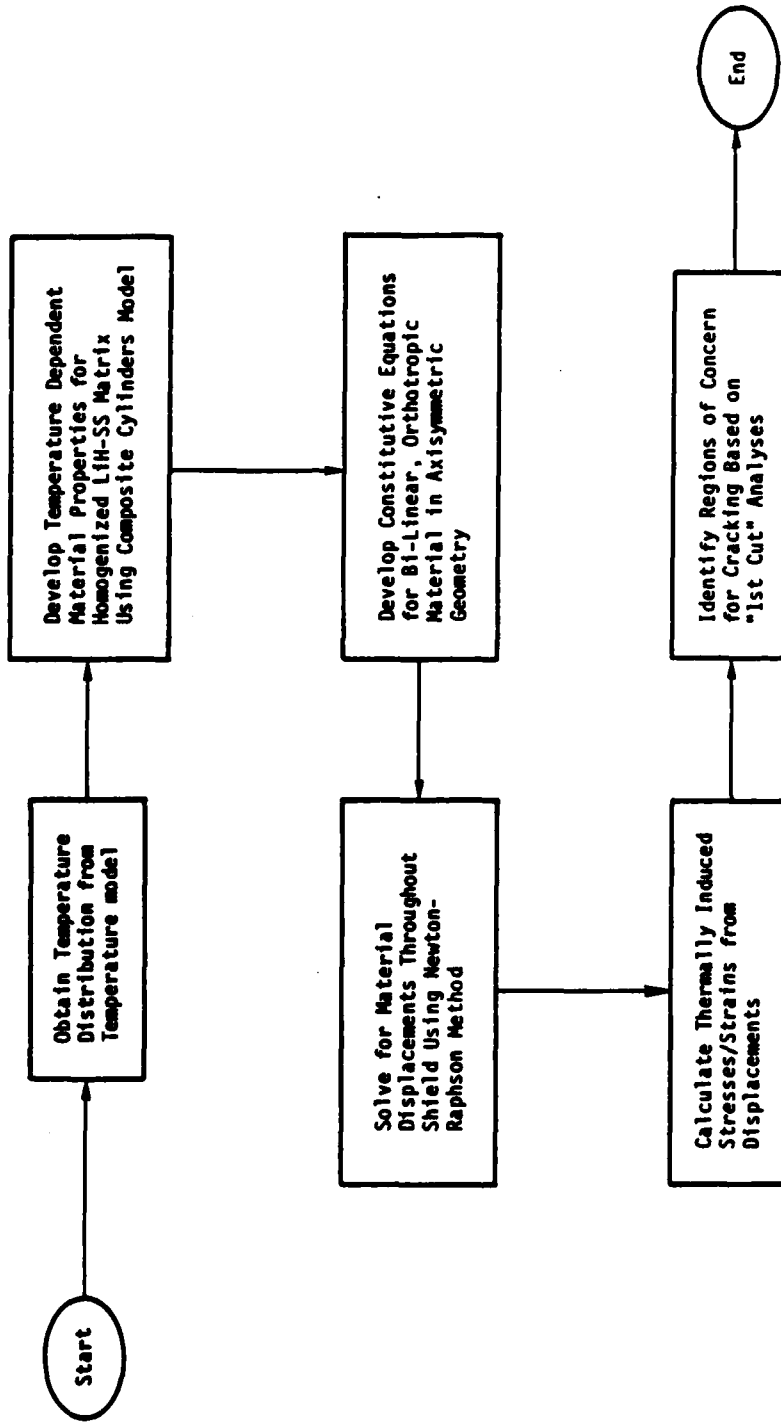 Start
Obtain Temperature
Distribution from
Temperature model
Develop Temperature Dependent
Material Properties for
Homogenized LiH-SS Matrix
Using Composite Cylinders Model
Develop Constitutive Equations
for Bi-Linear, Orthotropic
Material in Axisymmetric
Geometry
Solve for Material
Displacements Throughout
Shield Using Newton-
Raphson Method
Calculate Thermally Induced
Stresses/Strains from
Displacements
Identify Regions of Concern
for Cracking Based on
"1st Cut" Analyses
End